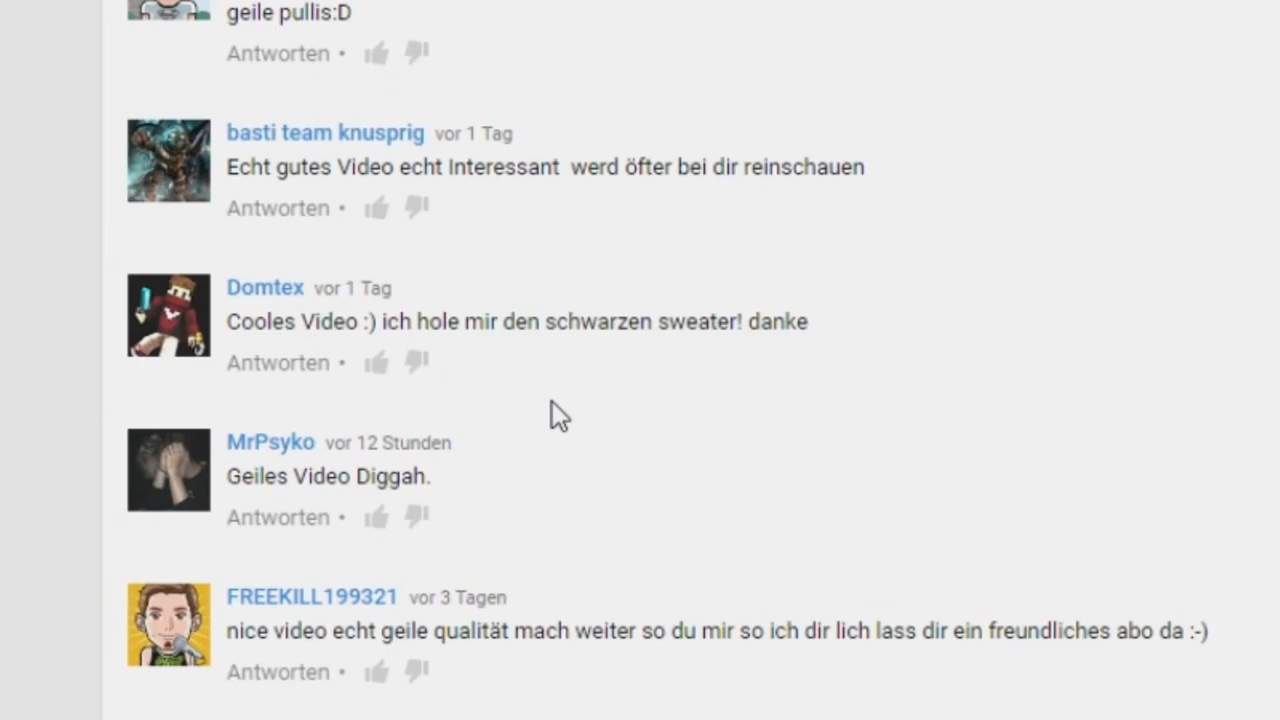 geile pullis:D
Antworten •
basti team knusprig vor 1 Tag
Echt gutes Video echt Interessant  werd öfter bei dir reinschauen
Antworten •
Domtex vor 1 Tag
Cooles Video :) ich hole mir den schwarzen sweater! danke
Antworten •
MrPsyko vor 12 Stunden
Geiles Video Diggah.
Antworten •
FREEKILL199321 vor 3 Tagen
nice video echt geile qualität mach weiter so du mir so ich dir lich lass dir ein freundliches abo da :-)
Antworten •